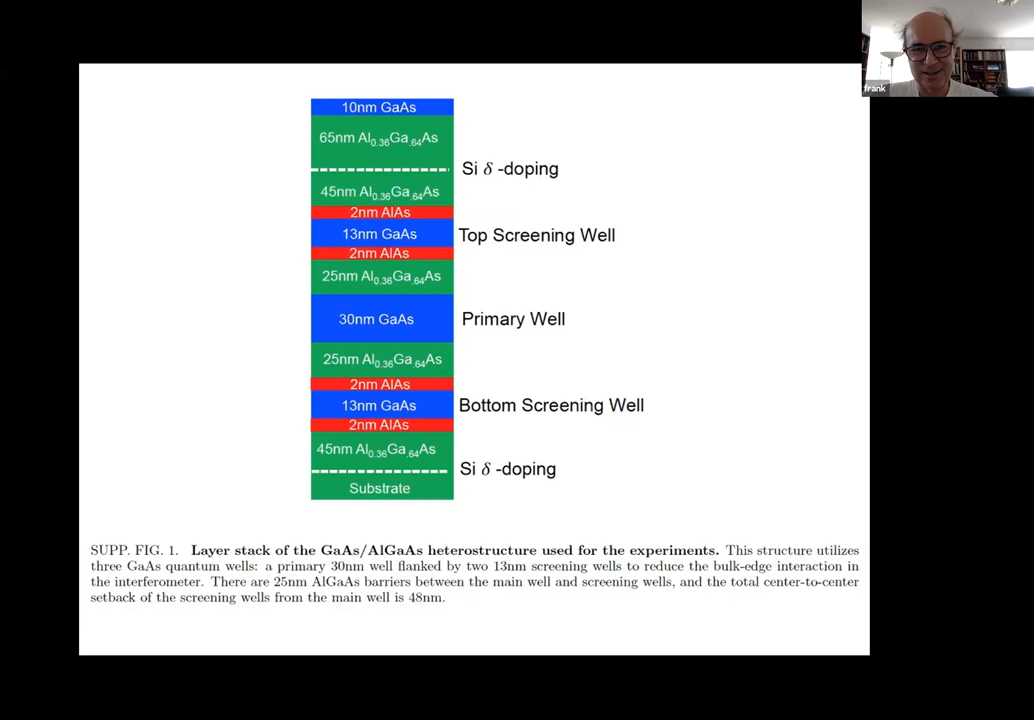 frank
10nm GaAs
65nm Al0.36Ga.64As
Si δ -doping
45nm Al0.36Ga.64As
2nm AlAs
13nm GaAs
Top Screening Well
2nm AlAs
25nm Al0.36Ga.64As
30nm GaAs
Primary Well
25nm Al0.36Ga.64As
2nm AlAs
13nm GaAs
Bottom Screening Well
2nm AlAs
45nm Al0.36Ga.64As
Si δ -doping
Substrate
SUPP. FIG. 1. Layer stack of the GaAs/AlGaAs heterostructure used for the experiments. This structure utilizes
three GaAs quantum wells: a primary 30nm well flanked by two 13nm screening wells to reduce the bulk-edge interaction in
the interferometer. There are 25nm AlGaAs barriers between the main well and screening wells, and the total center-to-center
setback of the screening wells from the main well is 48nm.